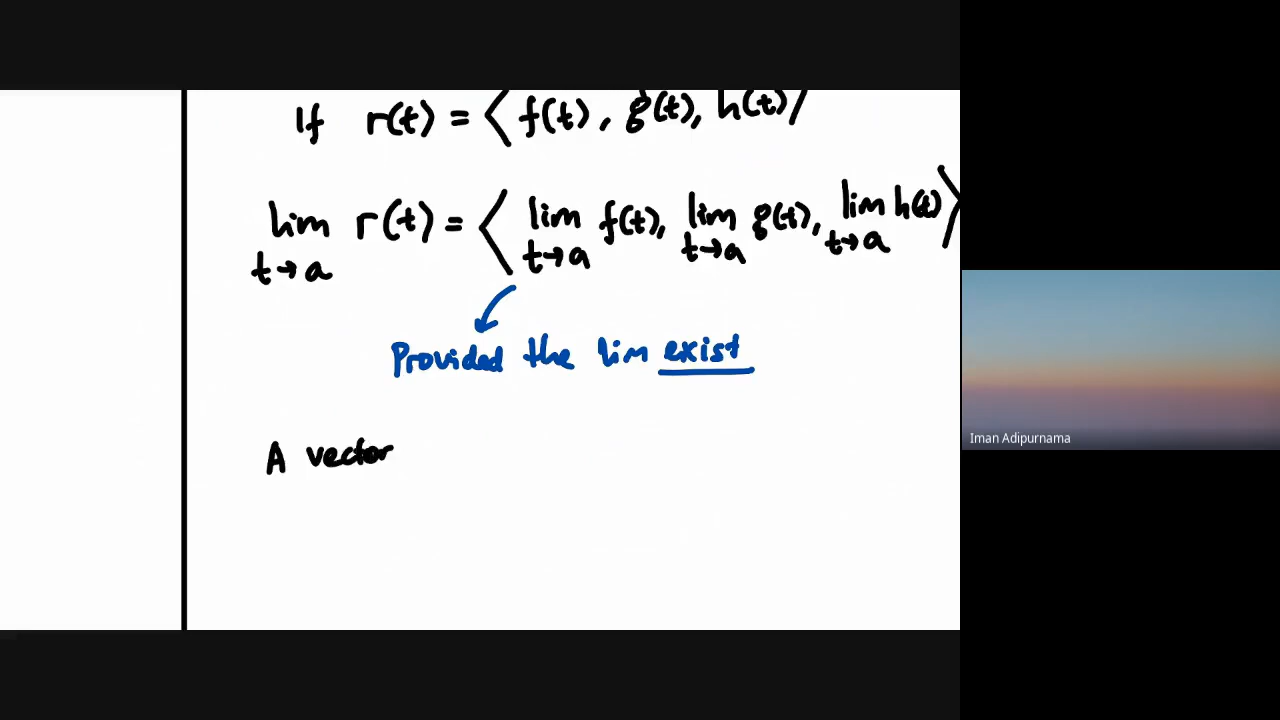 If r(t) = ⟨ f(t), g(t), h(t) ⟩
lim t→a r(t) = ⟨ lim t→a f(t), lim t→a g(t), lim t→a h(t) ⟩
Provided the lim exist
A vector
Iman Adipurnama